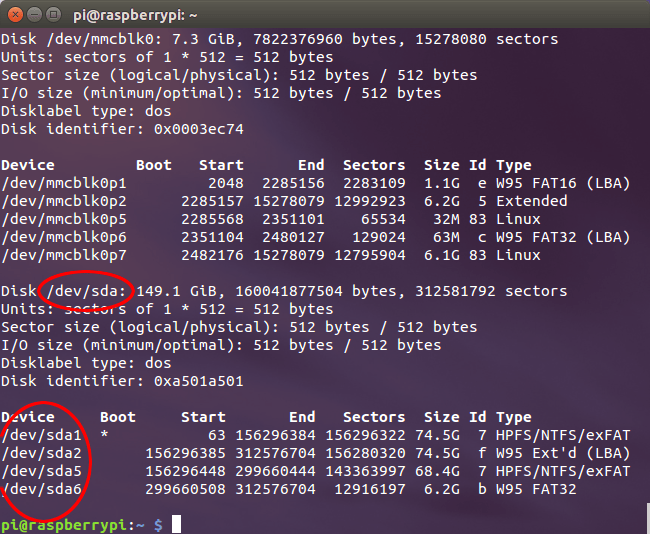 pi@raspberrypi: ~
Disk /dev/mmcblk0: 7.3 GiB, 7822376960 bytes, 15278080 sectors
Units: sectors of 1 * 512 = 512 bytes
Sector size (logical/physical): 512 bytes / 512 bytes
I/O size (minimum/optimal): 512 bytes / 512 bytes
Disklabel type: dos
Disk identifier: 0x0003ec74
Device Boot Start End Sectors Size Id Type
/dev/mmcblk0p1 2048 2285156 2283109 1.1G e W95 FAT16 (LBA)
/dev/mmcblk0p2 2285157 15278079 12992923 6.2G 5 Extended
/dev/mmcblk0p5 2285568 2351101 65534 32M 83 Linux
/dev/mmcblk0p6 2351104 2480127 129024 63M c W95 FAT32 (LBA)
/dev/mmcblk0p7 2482176 15278079 12795904 6.1G 83 Linux
Disk /dev/sda: 149.1 GiB, 160041877504 bytes, 312581792 sectors
Units: sectors of 1 * 512 = 512 bytes
Sector size (logical/physical): 512 bytes / 512 bytes
I/O size (minimum/optimal): 512 bytes / 512 bytes
Disklabel type: dos
Disk identifier: 0xa501a501
Device Boot Start End Sectors Size Id Type
/dev/sda1 * 63 156296384 156296322 74.5G 7 HPFS/NTFS/exFAT
/dev/sda2 156296385 312576704 156280320 74.5G f W95 Ext'd (LBA)
/dev/sda5 156296448 299660444 143363997 68.4G 7 HPFS/NTFS/exFAT
/dev/sda6 299660508 312576704 12916197 6.2G b W95 FAT32
pi@raspberrypi:~ $